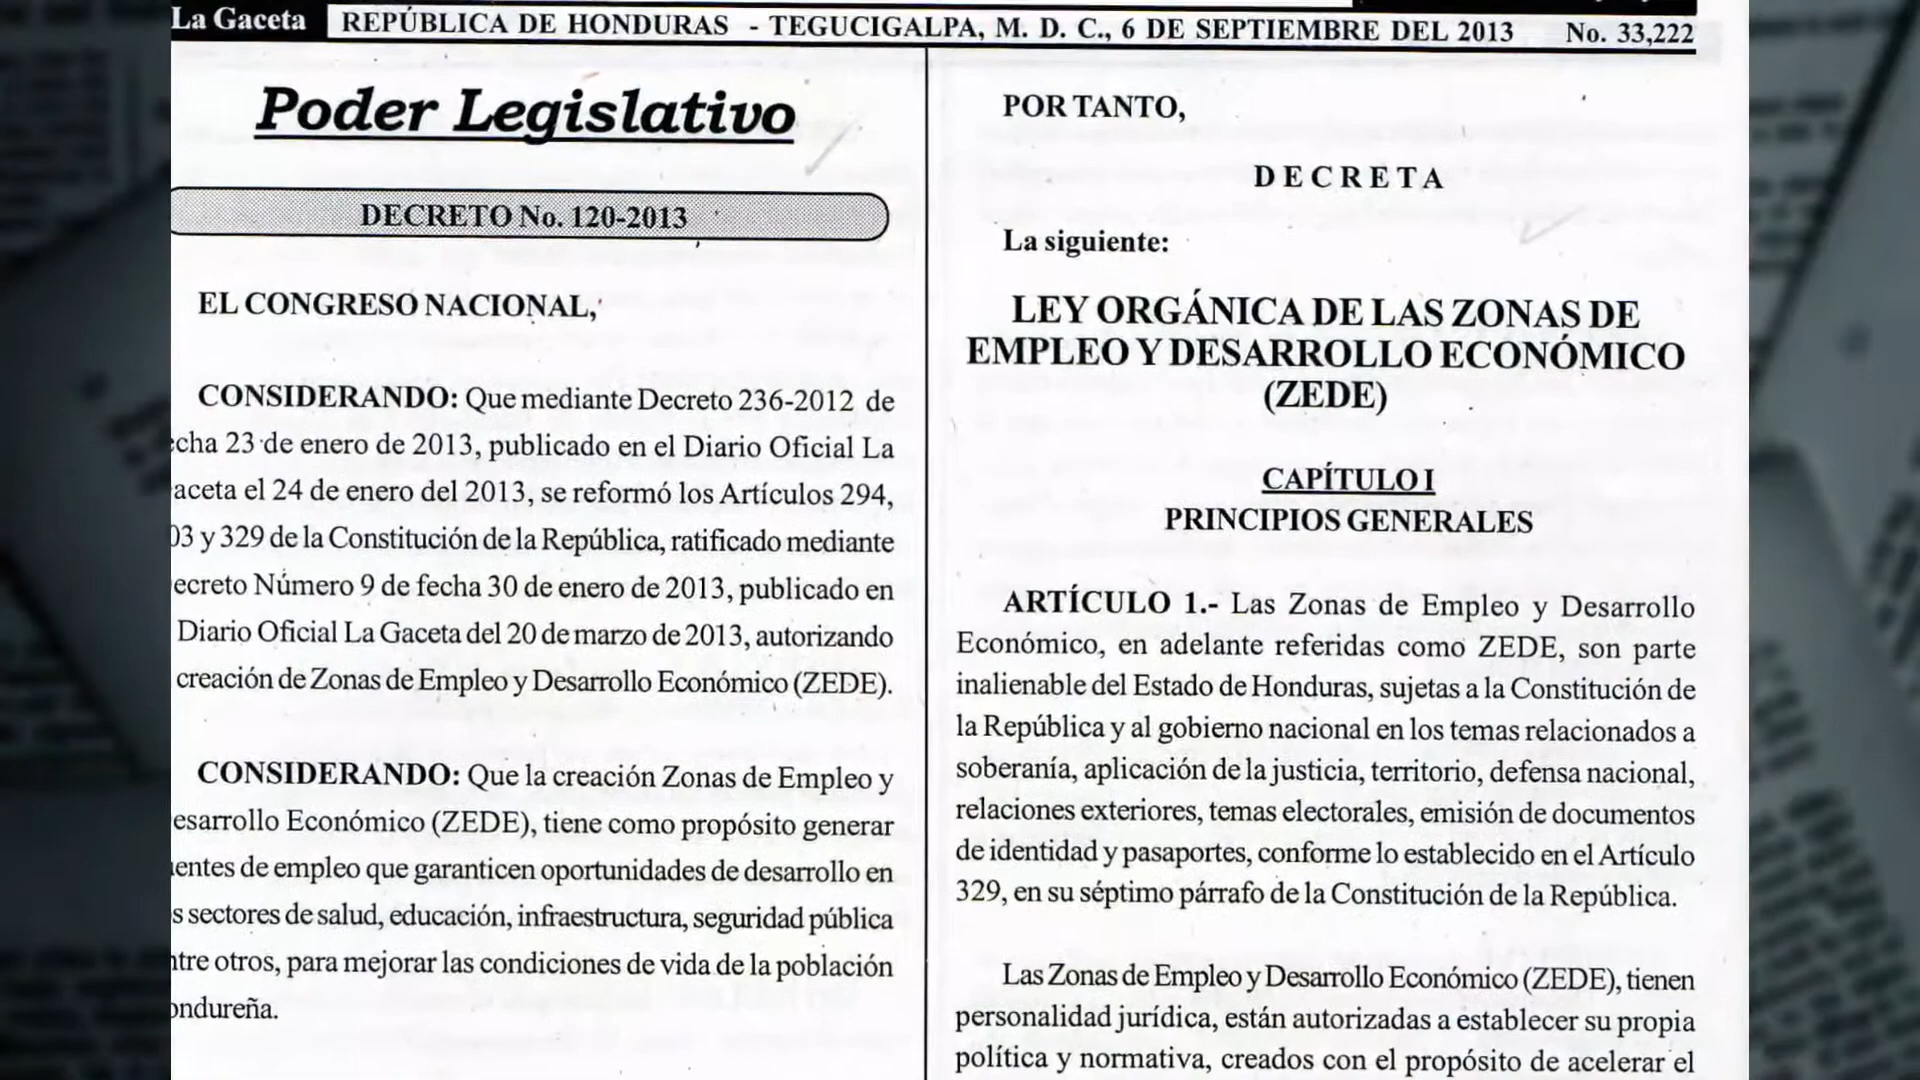 La Gaceta REPÚBLICA DE HONDURAS - TEGUCIGALPA, M. D. C., 6 DE SEPTIEMBRE DEL 2013 No. 33,222
Poder Legislativo
DECRETO No. 120-2013
EL CONGRESO NACIONAL,
CONSIDERANDO: Que mediante Decreto 236-2012 de
echa 23 de enero de 2013, publicado en el Diario Oficial La
aceta el 24 de enero del 2013, se reformó los Artículos 294,
03 y 329 de la Constitución de la República, ratificado mediante
ecreto Número 9 de fecha 30 de enero de 2013, publicado en
Diario Oficial La Gaceta del 20 de marzo de 2013, autorizando
creación de Zonas de Empleo y Desarrollo Económico (ZEDE).
CONSIDERANDO: Que la creación Zonas de Empleo y
esarrollo Económico (ZEDE), tiene como propósito generar
entes de empleo que garanticen oportunidades de desarrollo en
s sectores de salud, educación, infraestructura, seguridad pública
ntre otros, para mejorar las condiciones de vida de la población
ondureña.
POR TANTO,
DECRETA
La siguiente:
LEY ORGÁNICA DE LAS ZONAS DE
EMPLEO Y DESARROLLO ECONÓMICO
(ZEDE)
CAPÍTULO I
PRINCIPIOS GENERALES
ARTÍCULO 1.- Las Zonas de Empleo y Desarrollo
Económico, en adelante referidas como ZEDE, son parte
inalienable del Estado de Honduras, sujetas a la Constitución de
la República y al gobierno nacional en los temas relacionados a
soberanía, aplicación de la justicia, territorio, defensa nacional,
relaciones exteriores, temas electorales, emisión de documentos
de identidad y pasaportes, conforme lo establecido en el Artículo
329, en su séptimo párrafo de la Constitución de la República.
Las Zonas de Empleo y Desarrollo Económico (ZEDE), tienen
personalidad jurídica, están autorizadas a establecer su propia
política y normativa, creados con el propósito de acelerar el